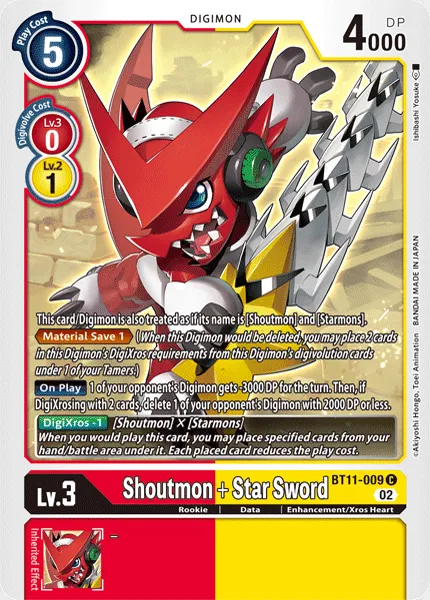 Play Cost
5
DIGIMON
DP
4000
Digivolve Cost
Lv.3
0
Lv.2
1
Ishibashi Yosuke
©Akiyoshi Hongo, Toei Animation BANDAI MADE IN JAPAN
This card/Digimon is also treated as if its name is [Shoutmon] and [Starmons].
Material Save 1 (When this Digimon would be deleted, you may place 2 cards
in this Digimon's DigiXros requirements from this Digimon's digivolution cards
under 1 of your Tamers.)
On Play 1 of your opponent's Digimon gets -3000 DP for the turn. Then, if
DigiXrosing with 2 cards, delete 1 of your opponent's Digimon with 2000 DP or less.
DigiXros -1 [Shoutmon] × [Starmons]
When you would play this card, you may place specified cards from your
hand/battle area under it. Each placed card reduces the play cost.
Lv.3
Shoutmon + Star Sword
BT11-009 C
02
Rookie | Data | Enhancement/Xros Heart
Inherited Effect
-